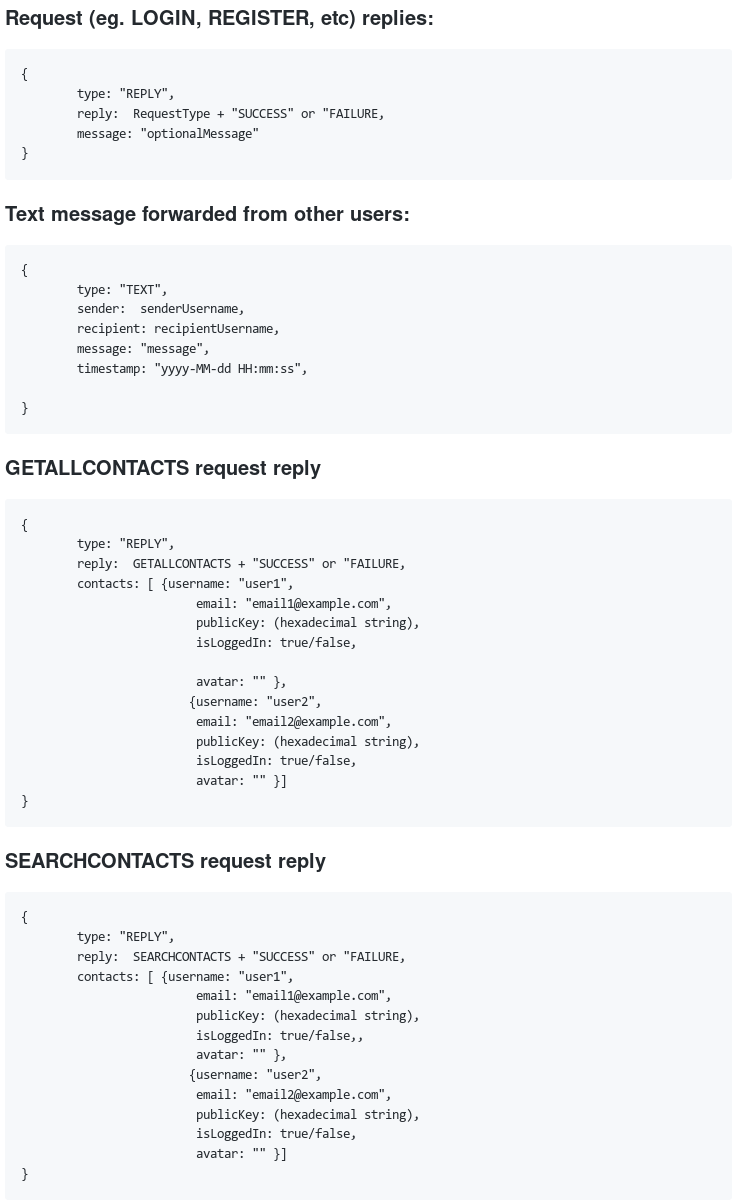 Request (eg. LOGIN, REGISTER, etc) replies:
{
type: "REPLY",
reply:  RequestType + "SUCCESS" or "FAILURE,
message: "optionalMessage"
}
Text message forwarded from other users:
{
type: "TEXT",
sender:  senderUsername,
recipient: recipientUsername,
message: "message",
timestamp: "yyyy-MM-dd HH:mm:ss",
}
GETALLCONTACTS request reply
{
type: "REPLY",
reply:  GETALLCONTACTS + "SUCCESS" or "FAILURE,
contacts: [ {username: "user1",
email: "email1@example.com",
publicKey: (hexadecimal string),
isLoggedIn: true/false,
avatar: "" },
{username: "user2",
email: "email2@example.com",
publicKey: (hexadecimal string),
isLoggedIn: true/false,
avatar: "" }]
}
SEARCHCONTACTS request reply
{
type: "REPLY",
reply:  SEARCHCONTACTS + "SUCCESS" or "FAILURE,
contacts: [ {username: "user1",
email: "email1@example.com",
publicKey: (hexadecimal string),
isLoggedIn: true/false,,
avatar: "" },
{username: "user2",
email: "email2@example.com",
publicKey: (hexadecimal string),
isLoggedIn: true/false,
avatar: "" }]
}